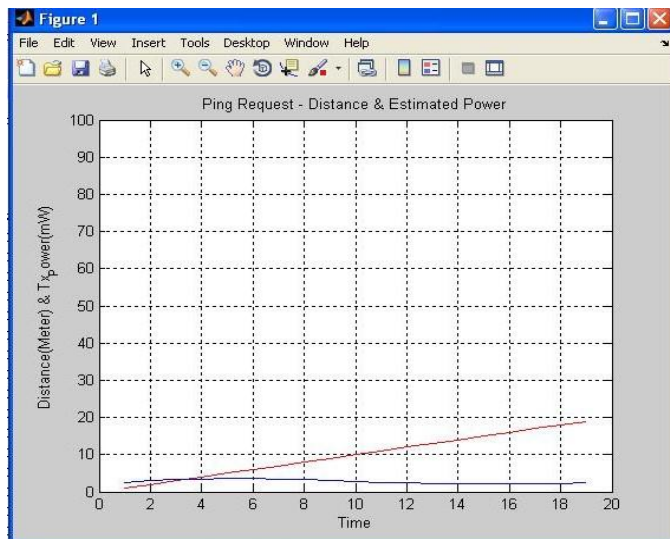 Figure 1
File Edit View Insert Tools Desktop Window Help
Ping Request - Distance & Estimated Power
100
90
80
70
60
50
40
30
20
10
0
Distance(Meter) & Tx_power(mW)
0 2 4 6 8 10 12 14 16 18 20
Time